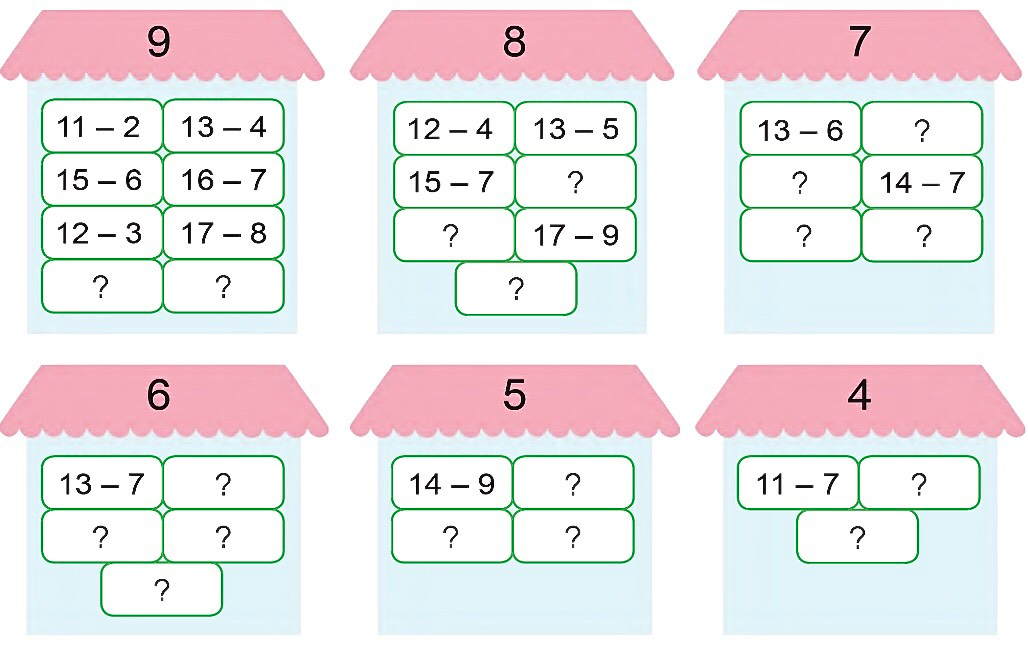 9 8 7
11 – 2 13 – 4 12 – 4 13 – 5 13 – 6 ?
15 – 6 16 – 7 15 – 7 ? ? 14 – 7
12 – 3 17 – 8 ? 17 – 9 ? ?
? ? ?
6 5 4
13 – 7 ? 14 – 9 ? 11 – 7 ?
? ? ? ? ?
?